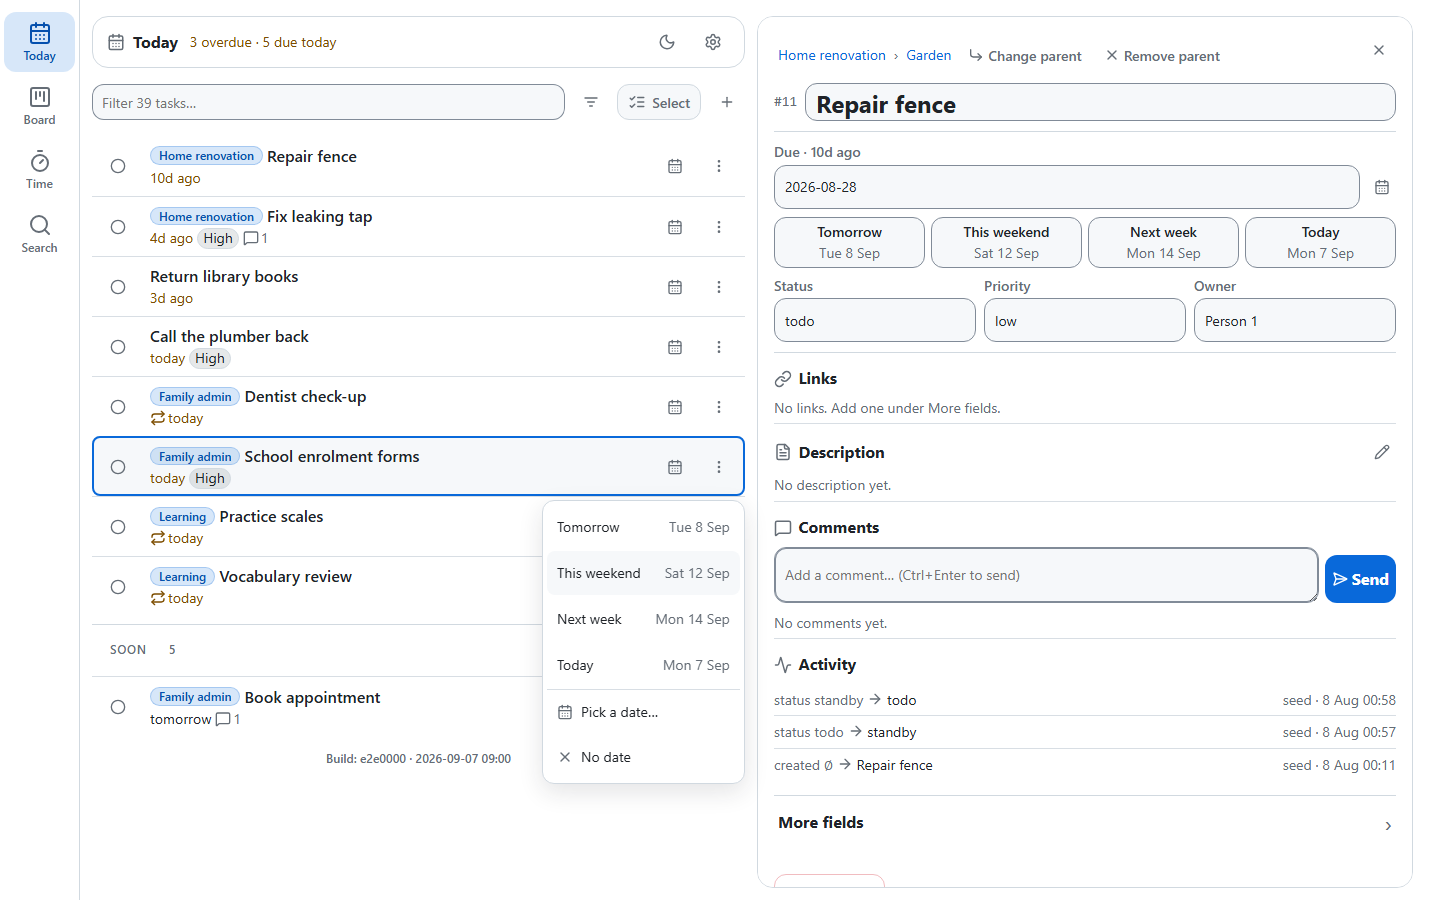 Today
Board
Time
Search
Today 3 overdue · 5 due today
Filter 39 tasks...
Select
Home renovation Repair fence
10d ago
Home renovation Fix leaking tap
4d ago High 1
Return library books
3d ago
Call the plumber back
today High
Family admin Dentist check-up
today
Family admin School enrolment forms
today High
Learning Practice scales
today
Learning Vocabulary review
today
SOON 5
Family admin Book appointment
tomorrow 1
Build: e2e0000 · 2026-09-07 09:00
Tomorrow Tue 8 Sep
This weekend Sat 12 Sep
Next week Mon 14 Sep
Today Mon 7 Sep
Pick a date...
No date
Home renovation › Garden Change parent Remove parent
#11 Repair fence
Due · 10d ago
2026-08-28
Tomorrow This weekend Next week Today
Tue 8 Sep Sat 12 Sep Mon 14 Sep Mon 7 Sep
Status Priority Owner
todo low Person 1
Links
No links. Add one under More fields.
Description
No description yet.
Comments
Add a comment... (Ctrl+Enter to send)
Send
No comments yet.
Activity
status standby → todo seed · 8 Aug 00:58
status todo → standby seed · 8 Aug 00:57
created Ø → Repair fence seed · 8 Aug 00:11
More fields